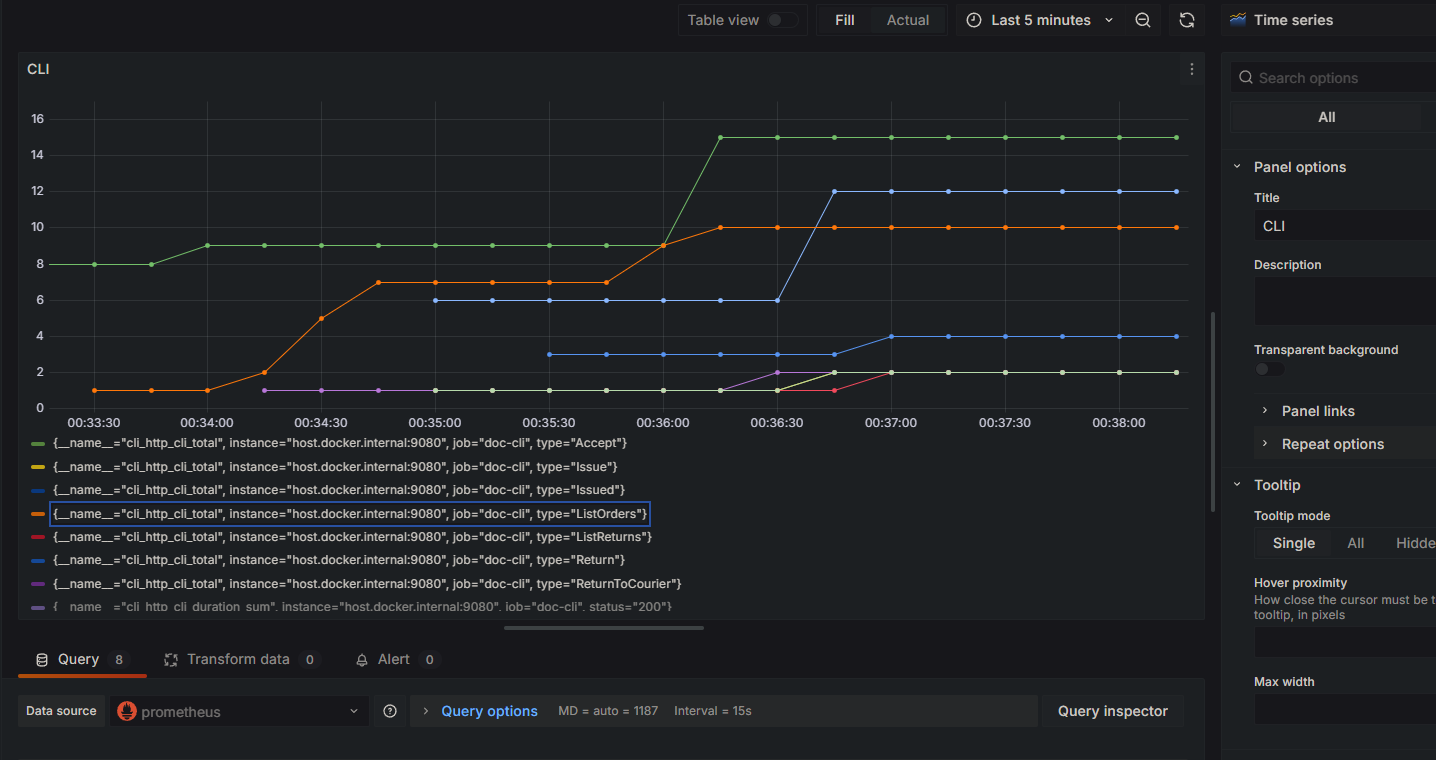 Table view Fill Actual Last 5 minutes Time series
CLI
Search options
All
16
14
12
10
8
6
4
2
0
00:33:30 00:34:00 00:34:30 00:35:00 00:35:30 00:36:00 00:36:30 00:37:00 00:37:30 00:38:00
{__name__="cli_http_cli_total", instance="host.docker.internal:9080", job="doc-cli", type="Accept"}
{__name__="cli_http_cli_total", instance="host.docker.internal:9080", job="doc-cli", type="Issue"}
{__name__="cli_http_cli_total", instance="host.docker.internal:9080", job="doc-cli", type="Issued"}
{__name__="cli_http_cli_total", instance="host.docker.internal:9080", job="doc-cli", type="ListOrders"}
{__name__="cli_http_cli_total", instance="host.docker.internal:9080", job="doc-cli", type="ListReturns"}
{__name__="cli_http_cli_total", instance="host.docker.internal:9080", job="doc-cli", type="Return"}
{__name__="cli_http_cli_total", instance="host.docker.internal:9080", job="doc-cli", type="ReturnToCourier"}
{__name__="cli_http_cli_duration_sum", instance="host.docker.internal:9080", job="doc-cli", status="200"}
Query 8 Transform data 0 Alert 0
Data source prometheus Query options MD = auto = 1187 Interval = 15s Query inspector
Panel options
Title
CLI
Description
Transparent background
Panel links
Repeat options
Tooltip
Tooltip mode
Single All Hidde
Hover proximity
How close the cursor must be t
tooltip, in pixels
Max width